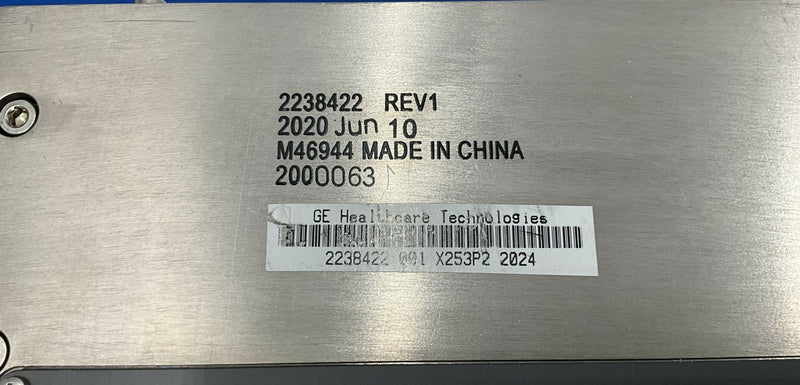 2238422 REV1
2020 Jun 10
M46944 MADE IN CHINA
2000063
GE Healthcare Technologies
2238422 001 X253P2 2024